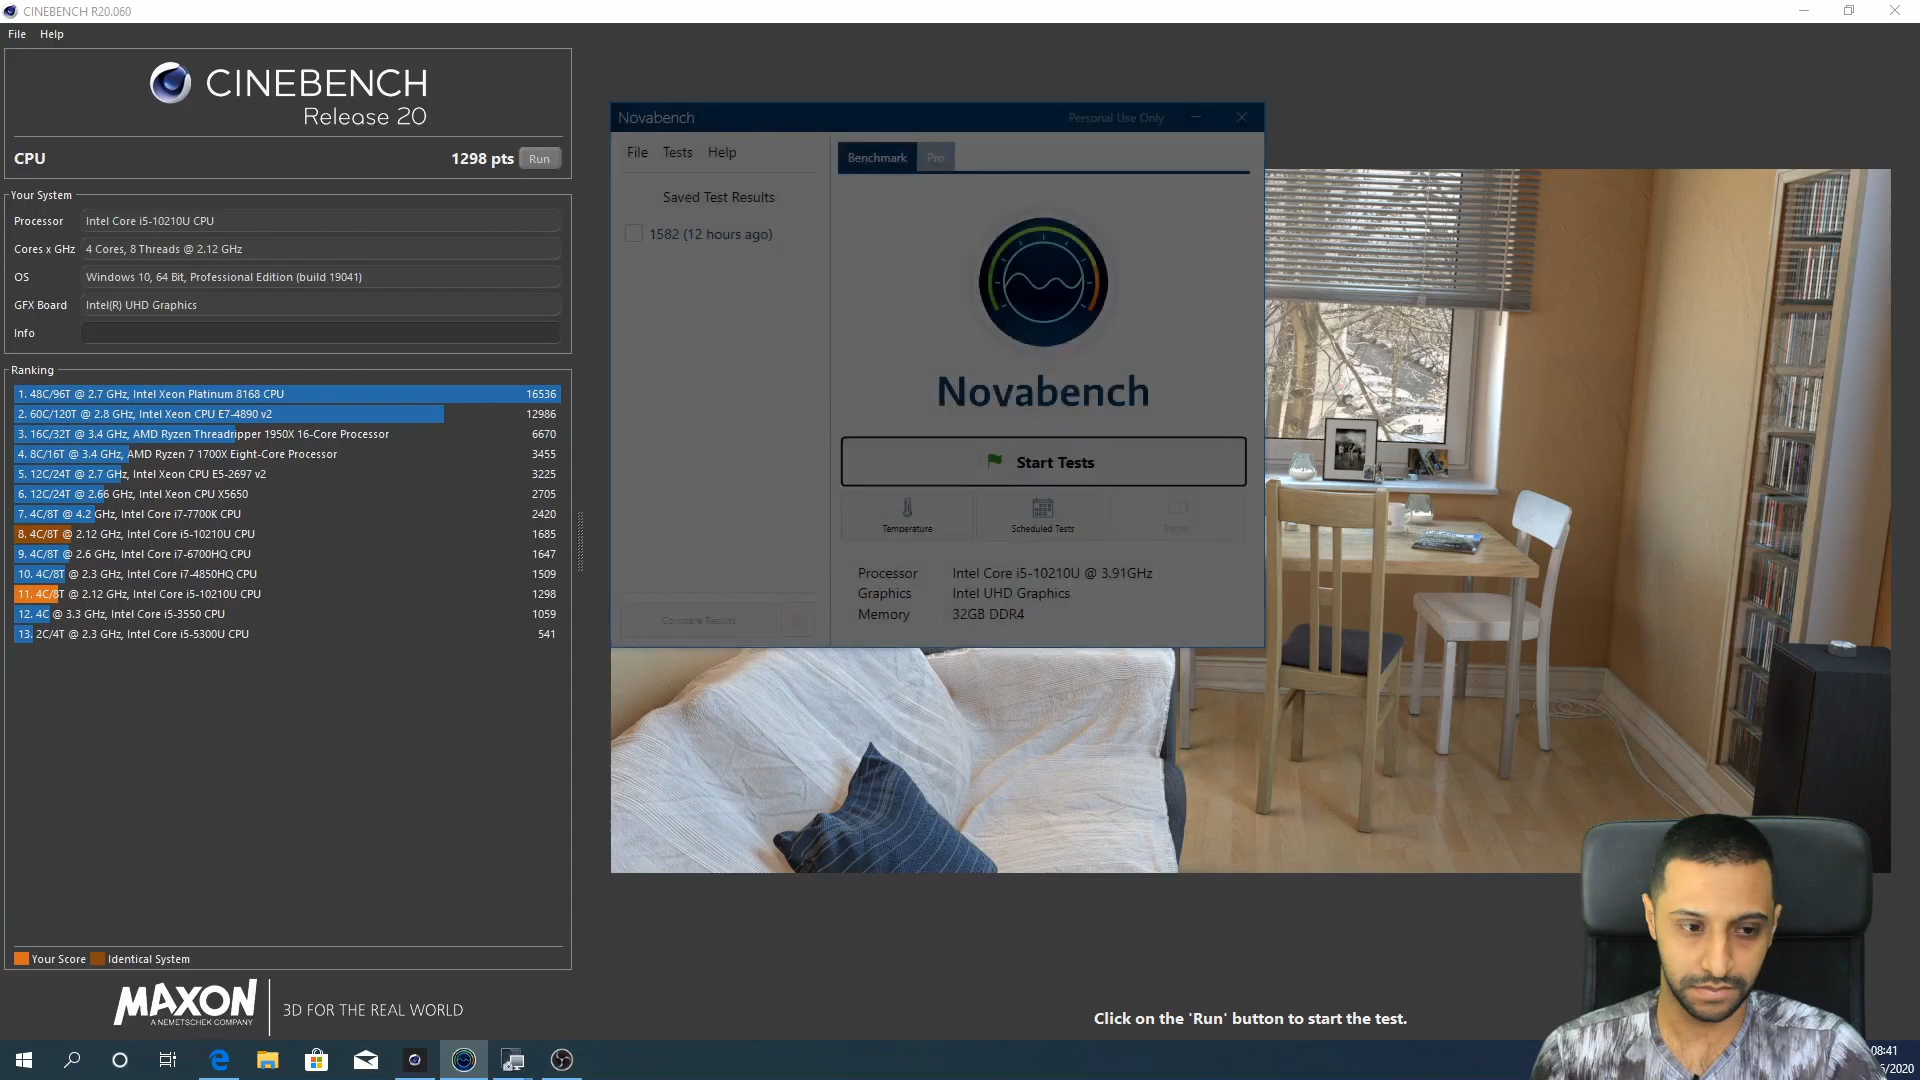 CINEBENCH R20.060
File Help
CINEBENCH
Release 20
CPU 1298 pts Run
Your System
Processor Intel Core i5-10210U CPU
Cores x GHz 4 Cores, 8 Threads @ 2.12 GHz
OS Windows 10, 64 Bit, Professional Edition (build 19041)
GFX Board Intel(R) UHD Graphics
Info
Ranking
1. 48C/96T @ 2.7 GHz, Intel Xeon Platinum 8168 CPU 16536
2. 60C/120T @ 2.8 GHz, Intel Xeon CPU E7-4890 v2 12986
3. 16C/32T @ 3.4 GHz, AMD Ryzen Threadripper 1950X 16-Core Processor 6670
4. 8C/16T @ 3.4 GHz, AMD Ryzen 7 1700X Eight-Core Processor 3455
5. 12C/24T @ 2.7 GHz, Intel Xeon CPU E5-2697 v2 3225
6. 12C/24T @ 2.66 GHz, Intel Xeon CPU X5650 2705
7. 4C/8T @ 4.2 GHz, Intel Core i7-7700K CPU 2420
8. 4C/8T @ 2.12 GHz, Intel Core i5-10210U CPU 1685
9. 4C/8T @ 2.6 GHz, Intel Core i7-6700HQ CPU 1647
10. 4C/8T @ 2.3 GHz, Intel Core i7-4850HQ CPU 1509
11. 4C/8T @ 2.12 GHz, Intel Core i5-10210U CPU 1298
12. 4C @ 3.3 GHz, Intel Core i5-3550 CPU 1059
13. 2C/4T @ 2.3 GHz, Intel Core i5-5300U CPU 541
Your Score Identical System
MAXON
A NEMETSCHEK COMPANY
3D FOR THE REAL WORLD
Novabench Personal Use Only
File Tests Help
Saved Test Results
1582 (12 hours ago)
Compare Results
Benchmark Pro
Novabench
Start Tests
Temperature Scheduled Tests
Processor Intel Core i5-10210U @ 3.91GHz
Graphics Intel UHD Graphics
Memory 32GB DDR4
Click on the 'Run' button to start the test.
08:41
6/2020